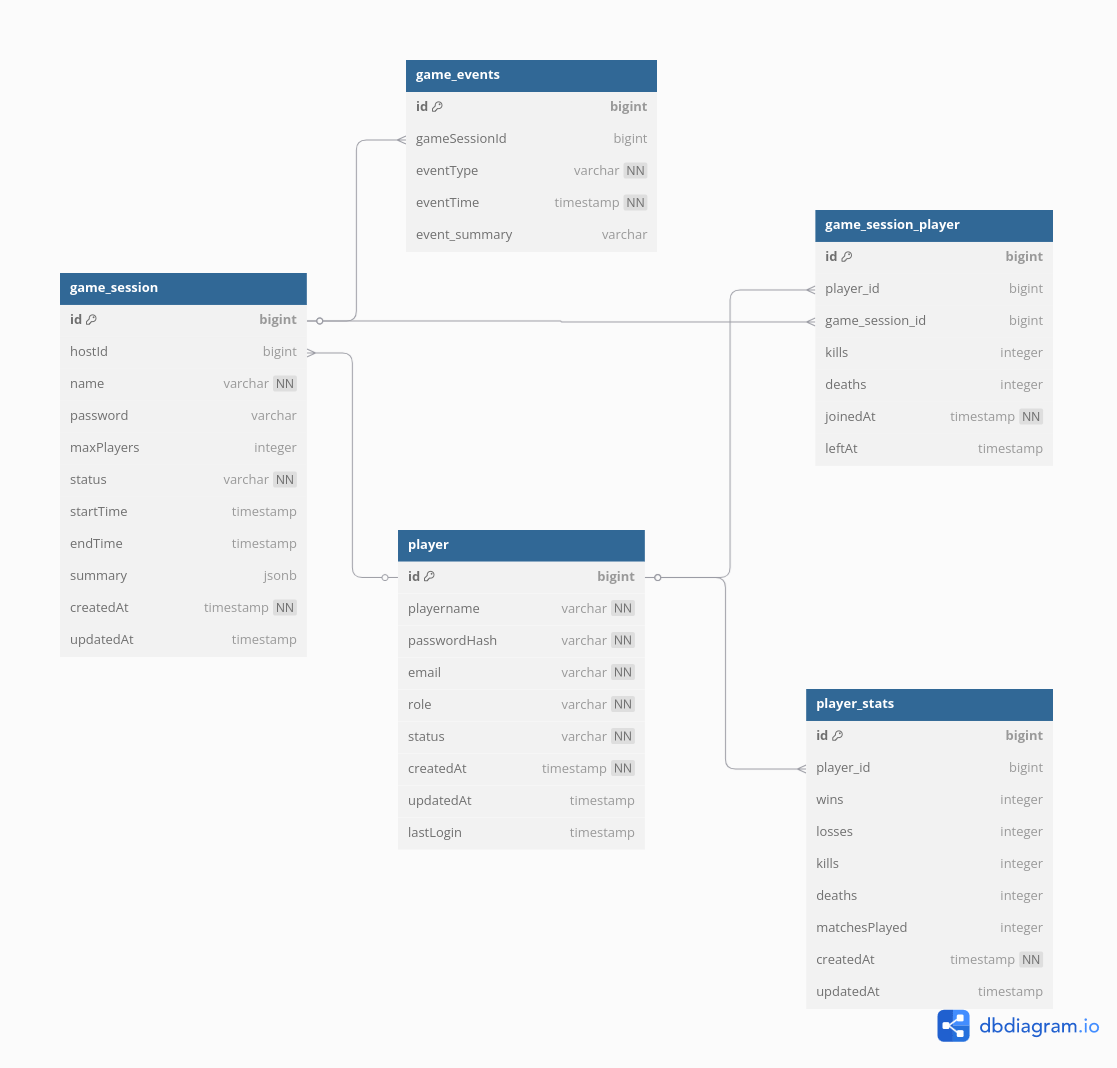 game_events
id bigint
gameSessionId bigint
eventType varchar NN
eventTime timestamp NN
event_summary varchar
game_session_player
id bigint
player_id bigint
game_session_id bigint
kills integer
deaths integer
joinedAt timestamp NN
leftAt timestamp
game_session
id bigint
hostId bigint
name varchar NN
password varchar
maxPlayers integer
status varchar NN
startTime timestamp
endTime timestamp
summary jsonb
createdAt timestamp NN
updatedAt timestamp
player
id bigint
playername varchar NN
passwordHash varchar NN
email varchar NN
role varchar NN
status varchar NN
createdAt timestamp NN
updatedAt timestamp
lastLogin timestamp
player_stats
id bigint
player_id bigint
wins integer
losses integer
kills integer
deaths integer
matchesPlayed integer
createdAt timestamp NN
updatedAt timestamp
dbdiagram.io